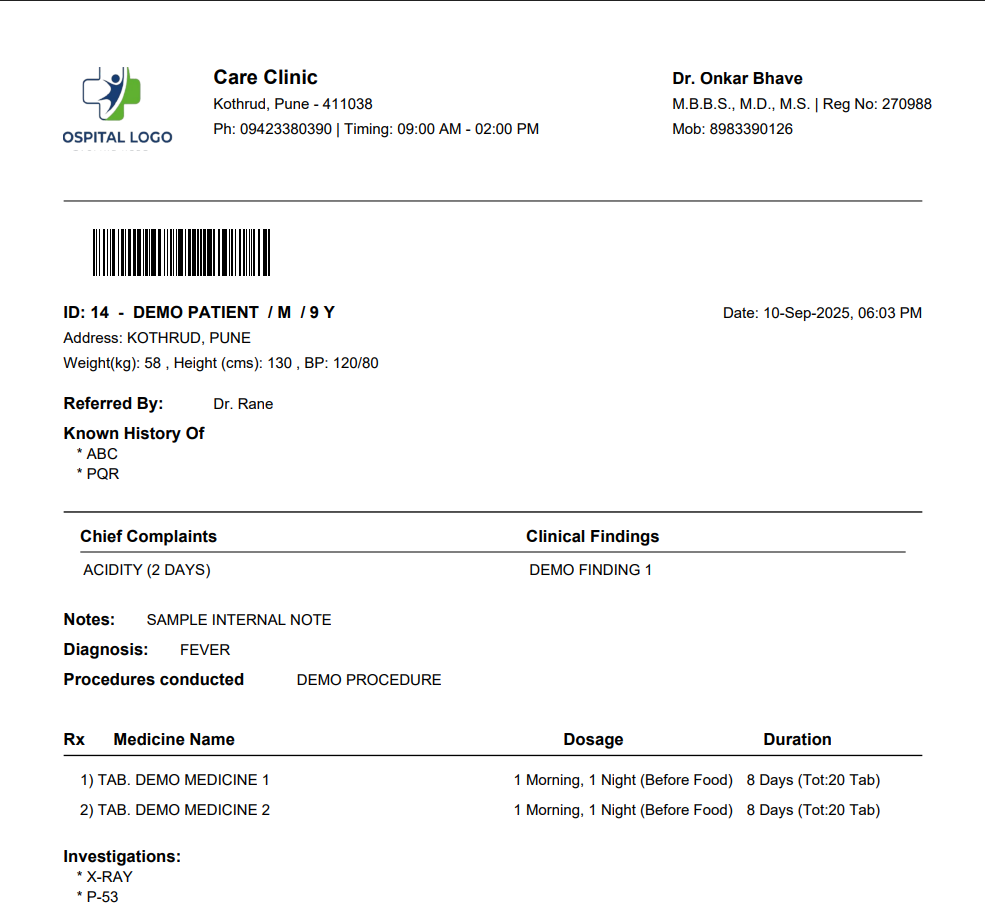 Care Clinic
Kothrud, Pune - 411038
Ph: 09423380390 | Timing: 09:00 AM - 02:00 PM
Dr. Onkar Bhave
M.B.B.S., M.D., M.S. | Reg No: 270988
Mob: 8983390126
OSPITAL LOGO
ID: 14 - DEMO PATIENT / M / 9 Y
Date: 10-Sep-2025, 06:03 PM
Address: KOTHRUD, PUNE
Weight(kg): 58 , Height (cms): 130 , BP: 120/80
Referred By: Dr. Rane
Known History Of
* ABC
* PQR
Chief Complaints Clinical Findings
ACIDITY (2 DAYS) DEMO FINDING 1
Notes: SAMPLE INTERNAL NOTE
Diagnosis: FEVER
Procedures conducted DEMO PROCEDURE
Rx Medicine Name Dosage Duration
1) TAB. DEMO MEDICINE 1 1 Morning, 1 Night (Before Food) 8 Days (Tot:20 Tab)
2) TAB. DEMO MEDICINE 2 1 Morning, 1 Night (Before Food) 8 Days (Tot:20 Tab)
Investigations:
* X-RAY
* P-53